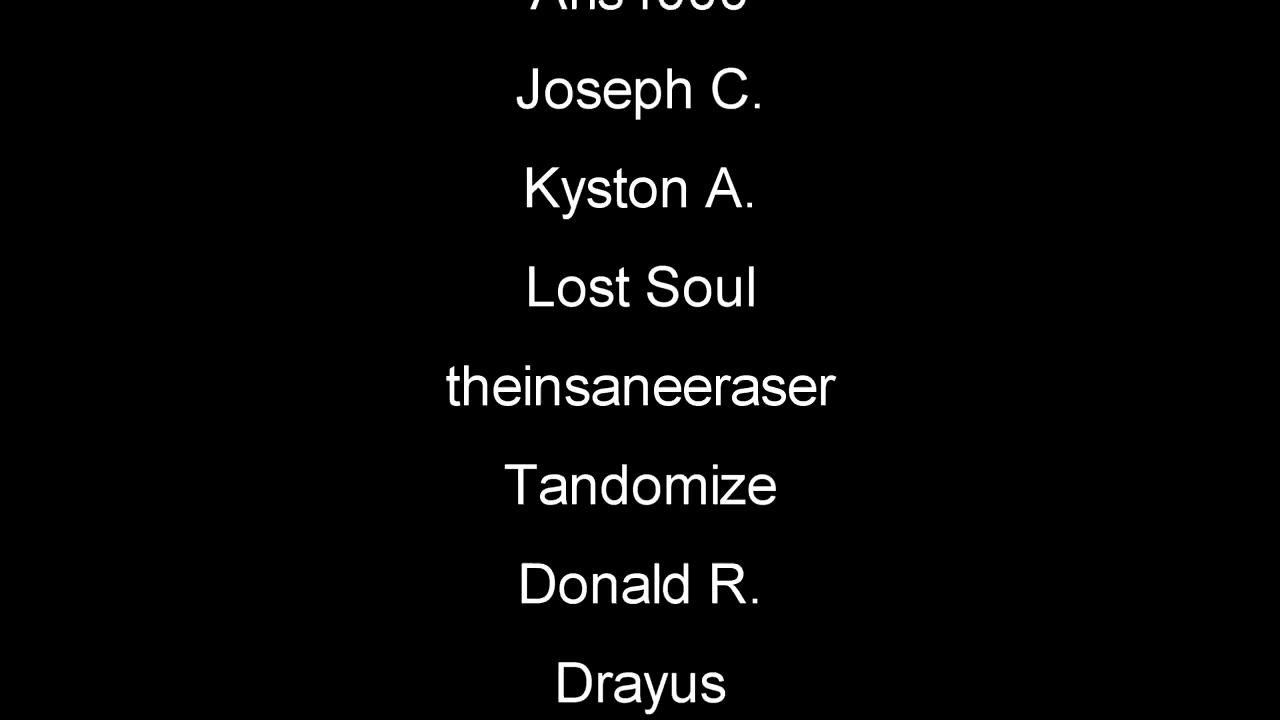 Joseph C.
Kyston A.
Lost Soul
theinsaneeraser
Tandomize
Donald R.
Drayus